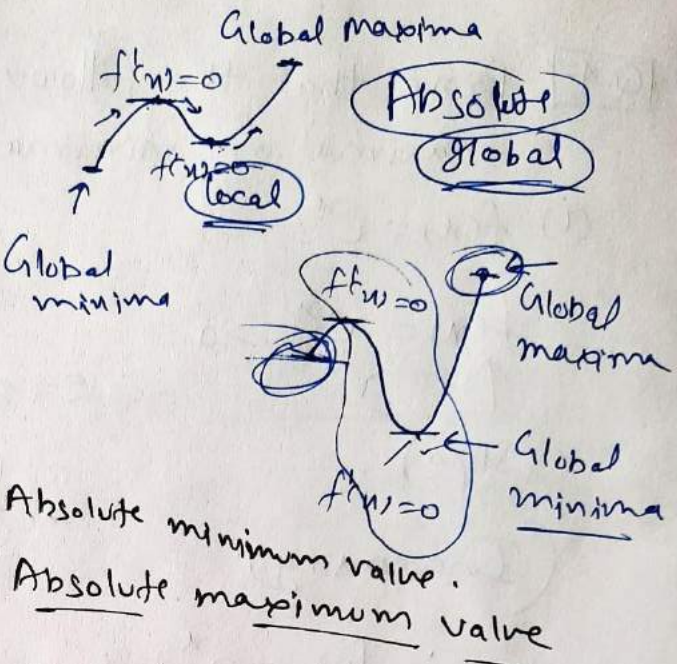 Global maxima
f'(x)=0
Absolute
global
f'(x)=0
local
Global
minima
f'(x)=0
Global
maxima
Global
minima
f'(x)=0
Absolute minimum value.
Absolute maximum value